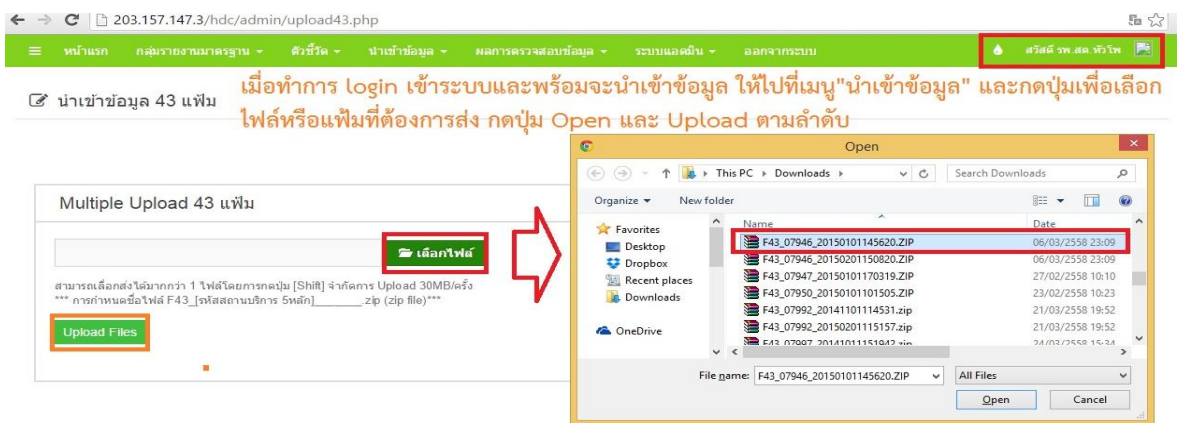 203.157.147.3/hdc/admin/upload43.php
หน้าแรก กลุ่มรายงานมาตรฐาน ตัวชี้วัด นำเข้าข้อมูล ผลการตรวจสอบข้อมูล ระบบแอดมิน ออกจากระบบ สวัสดี รพ.สต.หัวโพ
นำเข้าข้อมูล 43 แฟ้ม
เมื่อทำการ login เข้าระบบและพร้อมจะนำเข้าข้อมูล ให้ไปที่เมนู"นำเข้าข้อมูล" และกดปุ่มเพื่อเลือก
ไฟล์หรือแฟ้มที่ต้องการส่ง กดปุ่ม Open และ Upload ตามลำดับ
Multiple Upload 43 แฟ้ม
เลือกไฟล์
สามารถเลือกส่งได้มากกว่า 1 ไฟล์โดยการกดปุ่ม [Shift] จำกัดการ Upload 30MB/ครั้ง
*** การกำหนดชื่อไฟล์ F43_[รหัสสถานบริการ 5หลัก]________.zip (zip file)***
Upload Files
Open
This PC Downloads Search Downloads
Organize New folder
Favorites
Desktop
Dropbox
Recent places
Downloads
OneDrive
Name Date
F43_07946_20150101145620.ZIP 06/03/2558 23:09
F43_07946_20150201150820.ZIP 06/03/2558 23:09
F43_07947_20150101170319.ZIP 27/02/2558 10:10
F43_07950_20150101101505.ZIP 23/02/2558 10:23
F43_07992_20141101114531.zip 21/03/2558 19:52
F43_07992_20150201115157.zip 21/03/2558 19:52
F43_07997_20141011151942.zip 24/03/2558 15:34
File name: F43_07946_20150101145620.ZIP All Files
Open Cancel